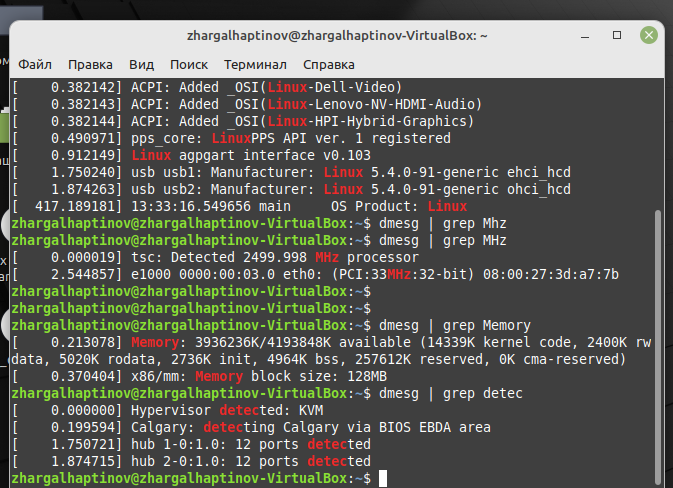 zhargalhaptinov@zhargalhaptinov-VirtualBox: ~
Файл Правка Вид Поиск Терминал Справка
[    0.382142] ACPI: Added _OSI(Linux-Dell-Video)
[    0.382143] ACPI: Added _OSI(Linux-Lenovo-NV-HDMI-Audio)
[    0.382144] ACPI: Added _OSI(Linux-HPI-Hybrid-Graphics)
[    0.490971] pps_core: LinuxPPS API ver. 1 registered
[    0.912149] Linux agpgart interface v0.103
[    1.750240] usb usb1: Manufacturer: Linux 5.4.0-91-generic ehci_hcd
[    1.874263] usb usb2: Manufacturer: Linux 5.4.0-91-generic ohci_hcd
[  417.189181] 13:33:16.549656 main     OS Product: Linux
zhargalhaptinov@zhargalhaptinov-VirtualBox:~$ dmesg | grep Mhz
zhargalhaptinov@zhargalhaptinov-VirtualBox:~$ dmesg | grep MHz
[    0.000019] tsc: Detected 2499.998 MHz processor
[    2.544857] e1000 0000:00:03.0 eth0: (PCI:33MHz:32-bit) 08:00:27:3d:a7:7b
zhargalhaptinov@zhargalhaptinov-VirtualBox:~$
zhargalhaptinov@zhargalhaptinov-VirtualBox:~$
zhargalhaptinov@zhargalhaptinov-VirtualBox:~$ dmesg | grep Memory
[    0.213078] Memory: 3936236K/4193848K available (14339K kernel code, 2400K rw
data, 5020K rodata, 2736K init, 4964K bss, 257612K reserved, 0K cma-reserved)
[    0.370404] x86/mm: Memory block size: 128MB
zhargalhaptinov@zhargalhaptinov-VirtualBox:~$ dmesg | grep detec
[    0.000000] Hypervisor detected: KVM
[    0.199594] Calgary: detecting Calgary via BIOS EBDA area
[    1.750721] hub 1-0:1.0: 12 ports detected
[    1.874715] hub 2-0:1.0: 12 ports detected
zhargalhaptinov@zhargalhaptinov-VirtualBox:~$